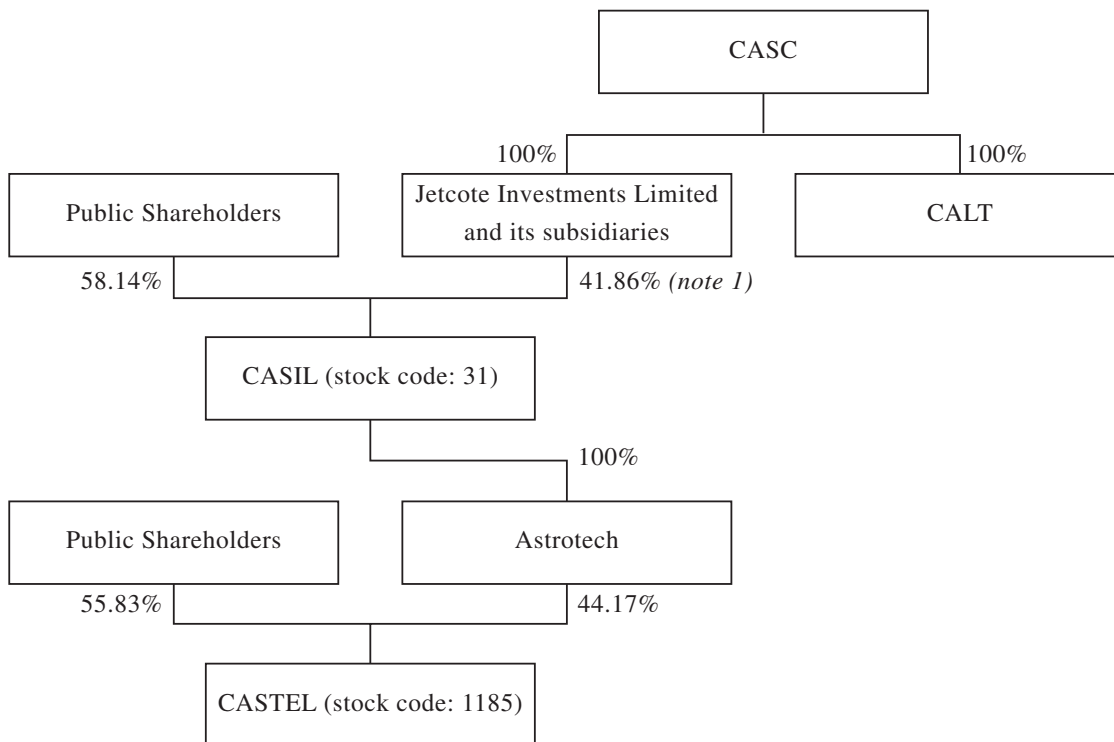 CASC
100%
100%
Public Shareholders
Jetcote Investments Limited
and its subsidiaries
CALT
58.14%
41.86% (note 1)
CASIL (stock code: 31)
100%
Public Shareholders
Astrotech
55.83%
44.17%
CASTEL (stock code: 1185)